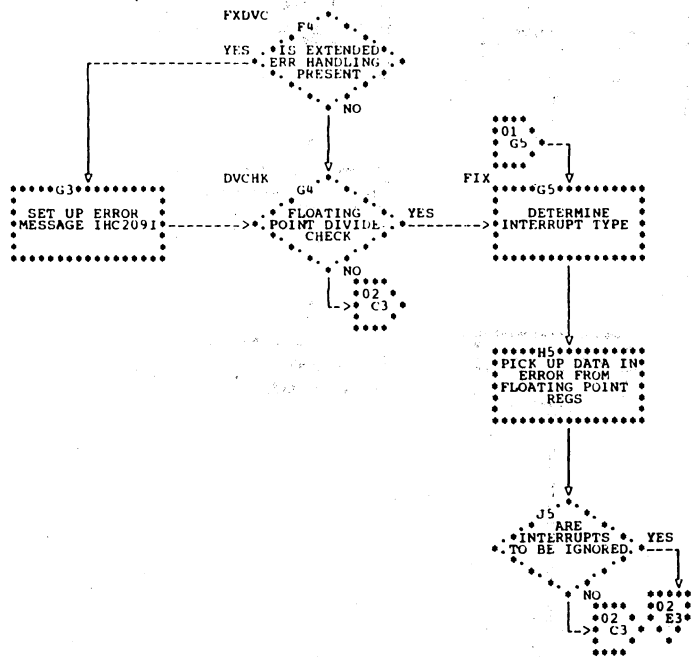 FXDVC
F4
YES
IS EXTENDED
ERR HANDLING
PRESENT
NO
01
G5
G3
SET UP ERROR
MESSAGE IHC209I
DVCHK
G4
FLOATING
POINT DIVIDE
CHECK
YES
NO
02
C3
FIX
G5
DETERMINE
INTERRUPT TYPE
H5
PICK UP DATA IN
ERROR FROM
FLOATING POINT
REGS
J5
ARE
INTERRUPTS
TO BE IGNORED
YES
NO
02
C3
02
E3